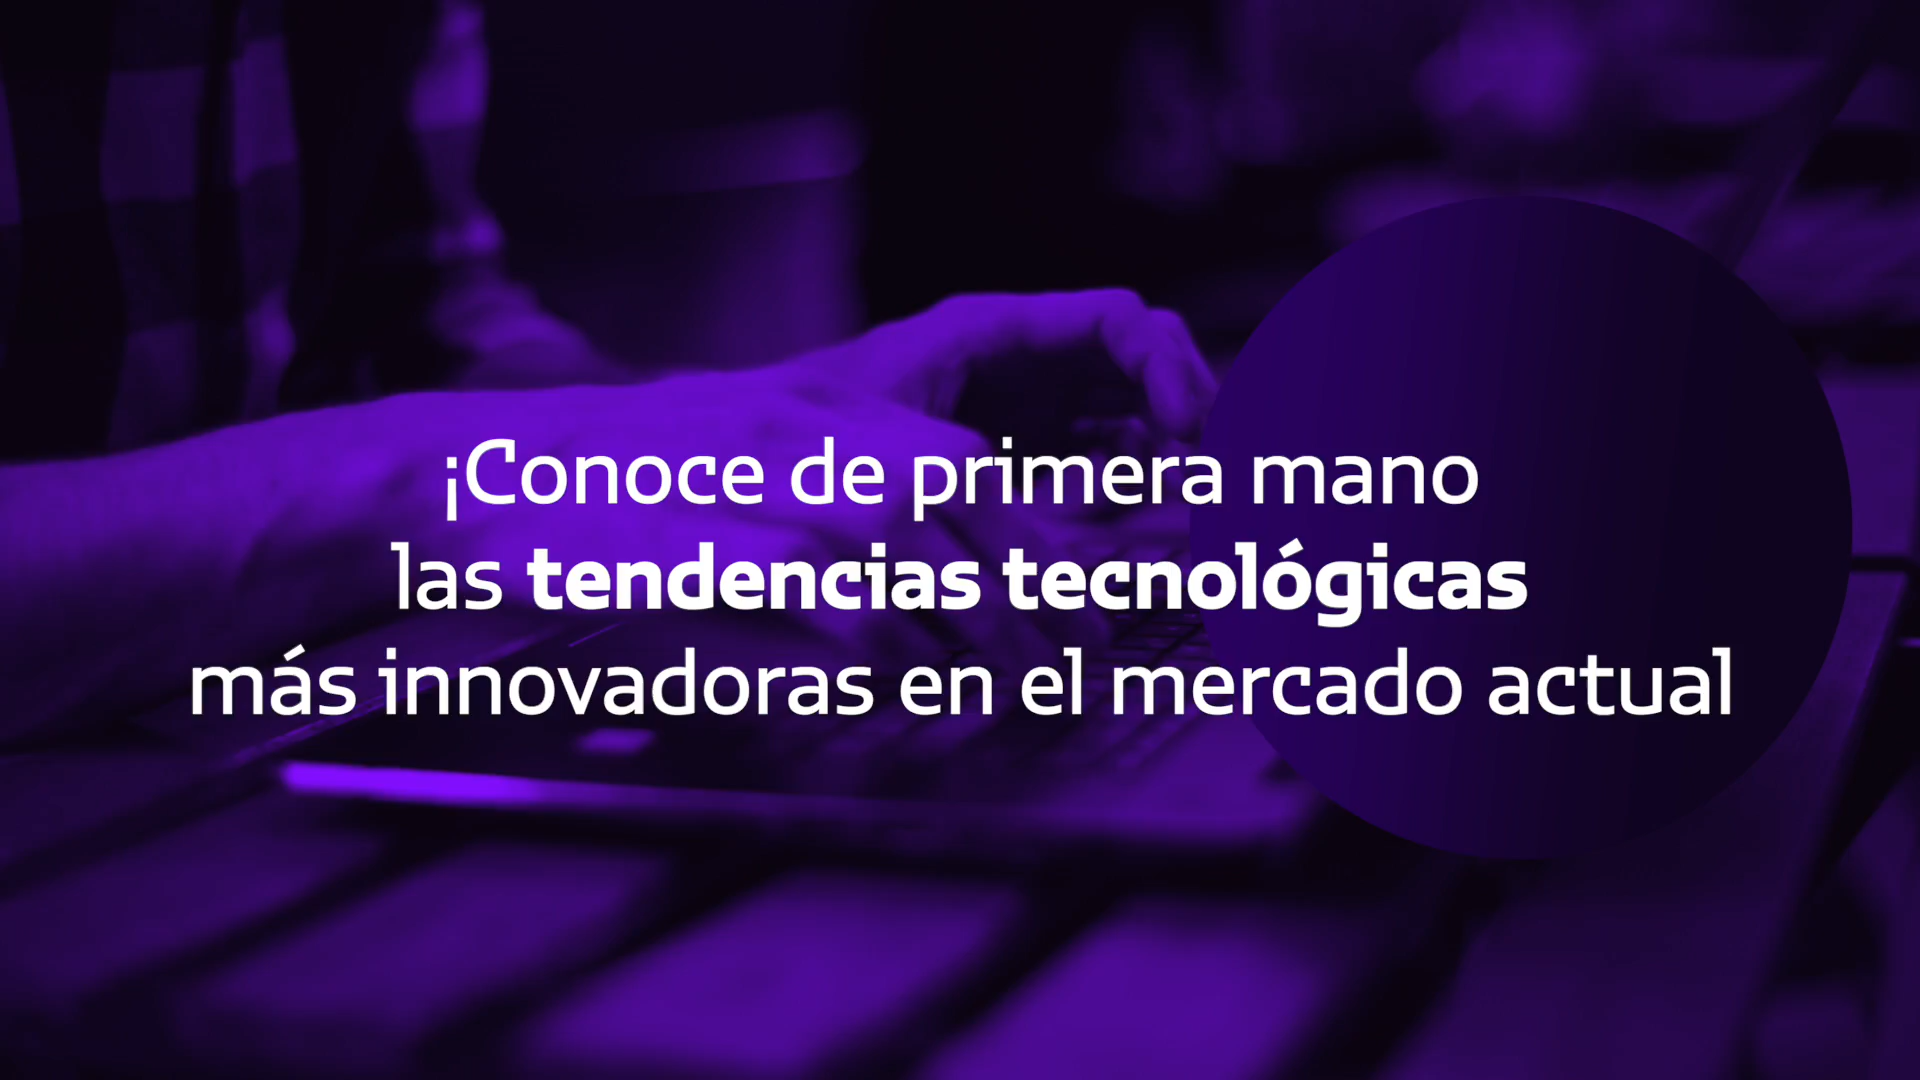 ¡Conoce de primera mano
las tendencias tecnológicas
más innovadoras en el mercado actual